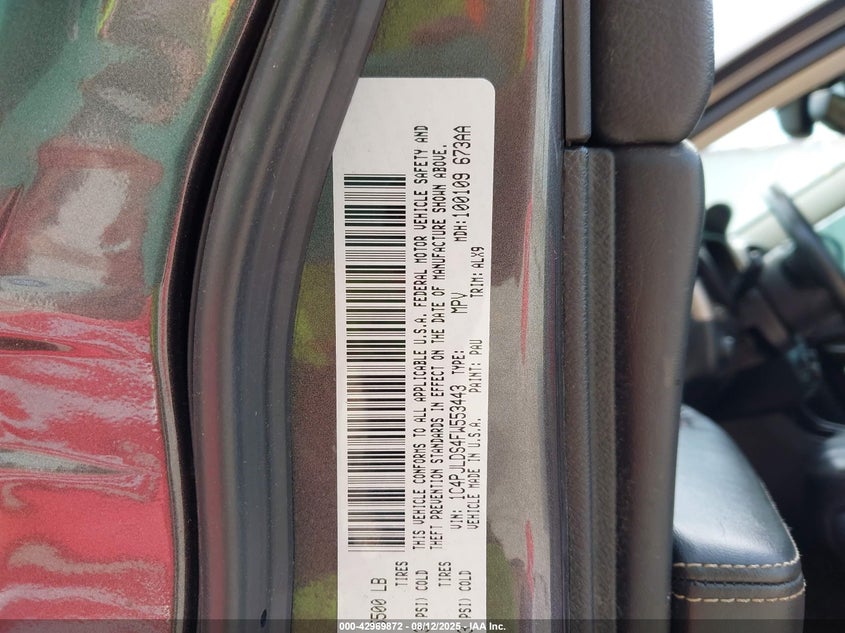 500 LB TIRES
THIS VEHICLE CONFORMS TO ALL APPLICABLE U.S.A. FEDERAL MOTOR VEHICLE SAFETY AND
THEFT PREVENTION STANDARDS IN EFFECT ON THE DATE OF MANUFACTURE SHOWN ABOVE.
PSI) COLD TIRES
VIN: 1C4PJLDS4FW553443 TYPE: MPV MDH:100109 673AA
PSI) COLD VEHICLE MADE IN U.S.A. PAINT: PAU TRIM: ALX9
000-42969872 - 08/12/2025 - IAAI